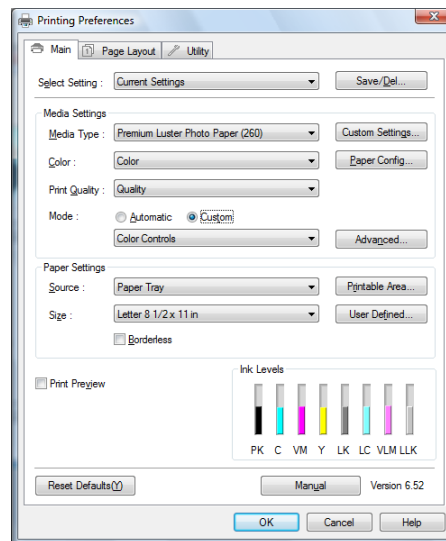 Printing Preferences
Main Page Layout Utility
Select Setting : Current Settings Save/Del...
Media Settings
Media Type : Premium Luster Photo Paper (260) Custom Settings...
Color : Color Paper Config...
Print Quality : Quality
Mode : Automatic Custom
Color Controls Advanced...
Paper Settings
Source : Paper Tray Printable Area...
Size : Letter 8 1/2 x 11 in User Defined...
Borderless
Print Preview
Ink Levels
PK C VM Y LK LC VLM LLK
Reset Defaults(Y) Manual Version 6.52
OK Cancel Help